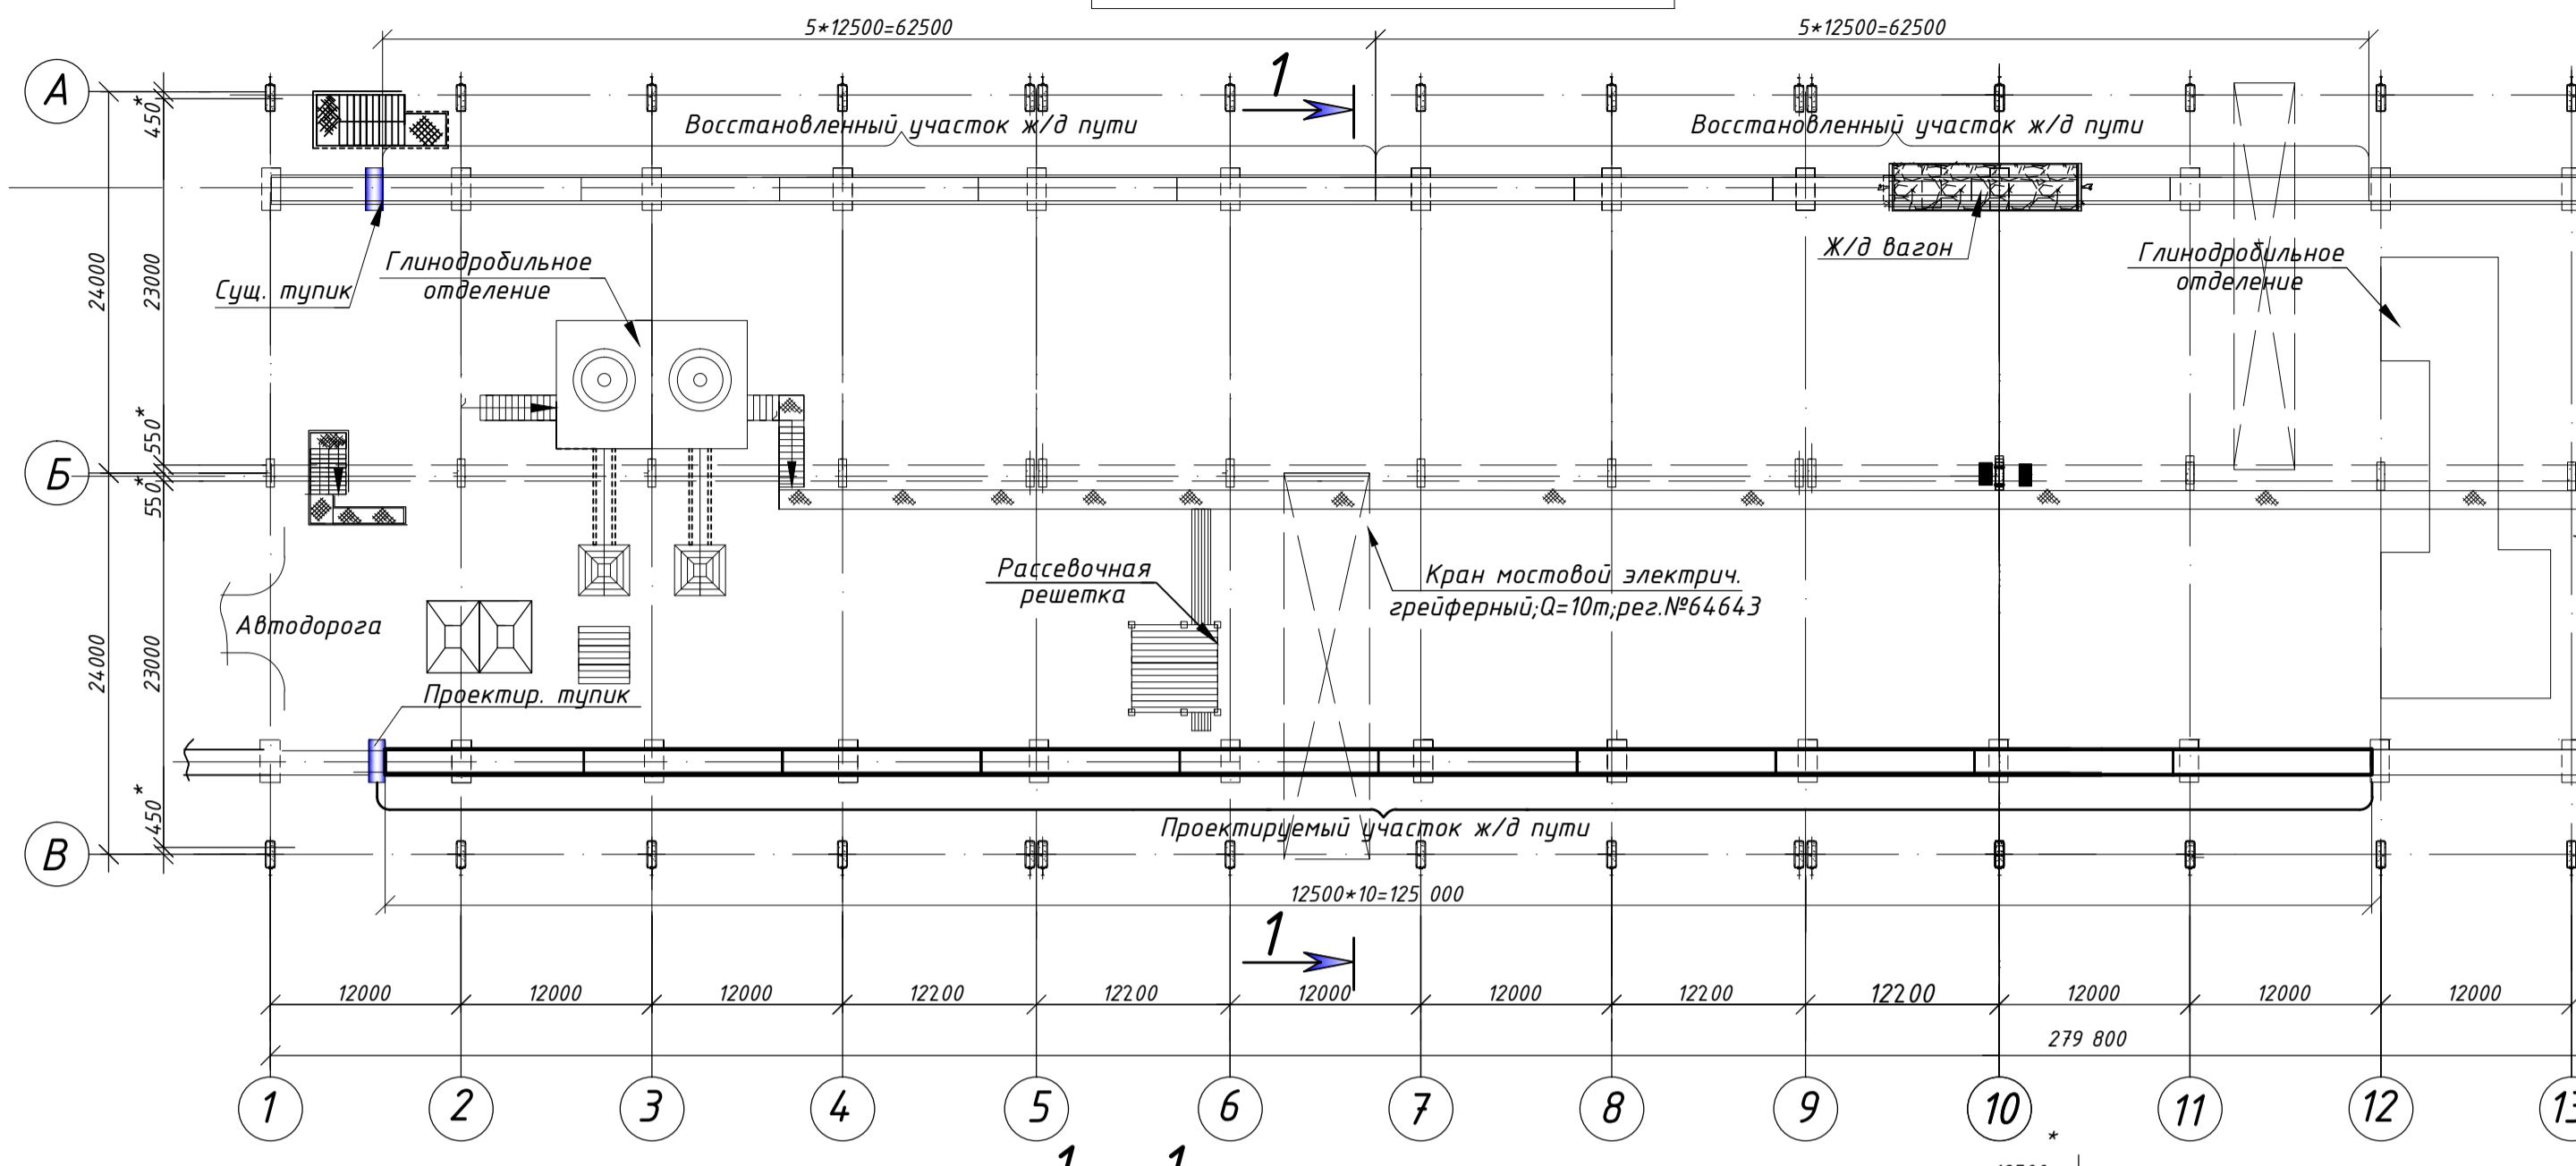 5*12500=62500
5*12500=62500
1
А
450*
Восстановленный участок ж/д пути
Восстановленный участок ж/д пути
24000
23000
Сущ. тупик
Глинодробильное
отделение
Ж/д вагон
Глинодробильное
отделение
550*
Б
550*
Рассевочная
решетка
Кран мостовой электрич.
грейферный;Q=10т;рег.№64643
Автодорога
24000
23000
Проектир. тупик
450*
Проектируемый участок ж/д пути
В
12500*10=125 000
1
12000
12000
12000
12200
12200
12000
12000
12200
12200
12000
12000
12000
279 800
1
2
3
4
5
6
7
8
9
10
11
12
13
*
1
1